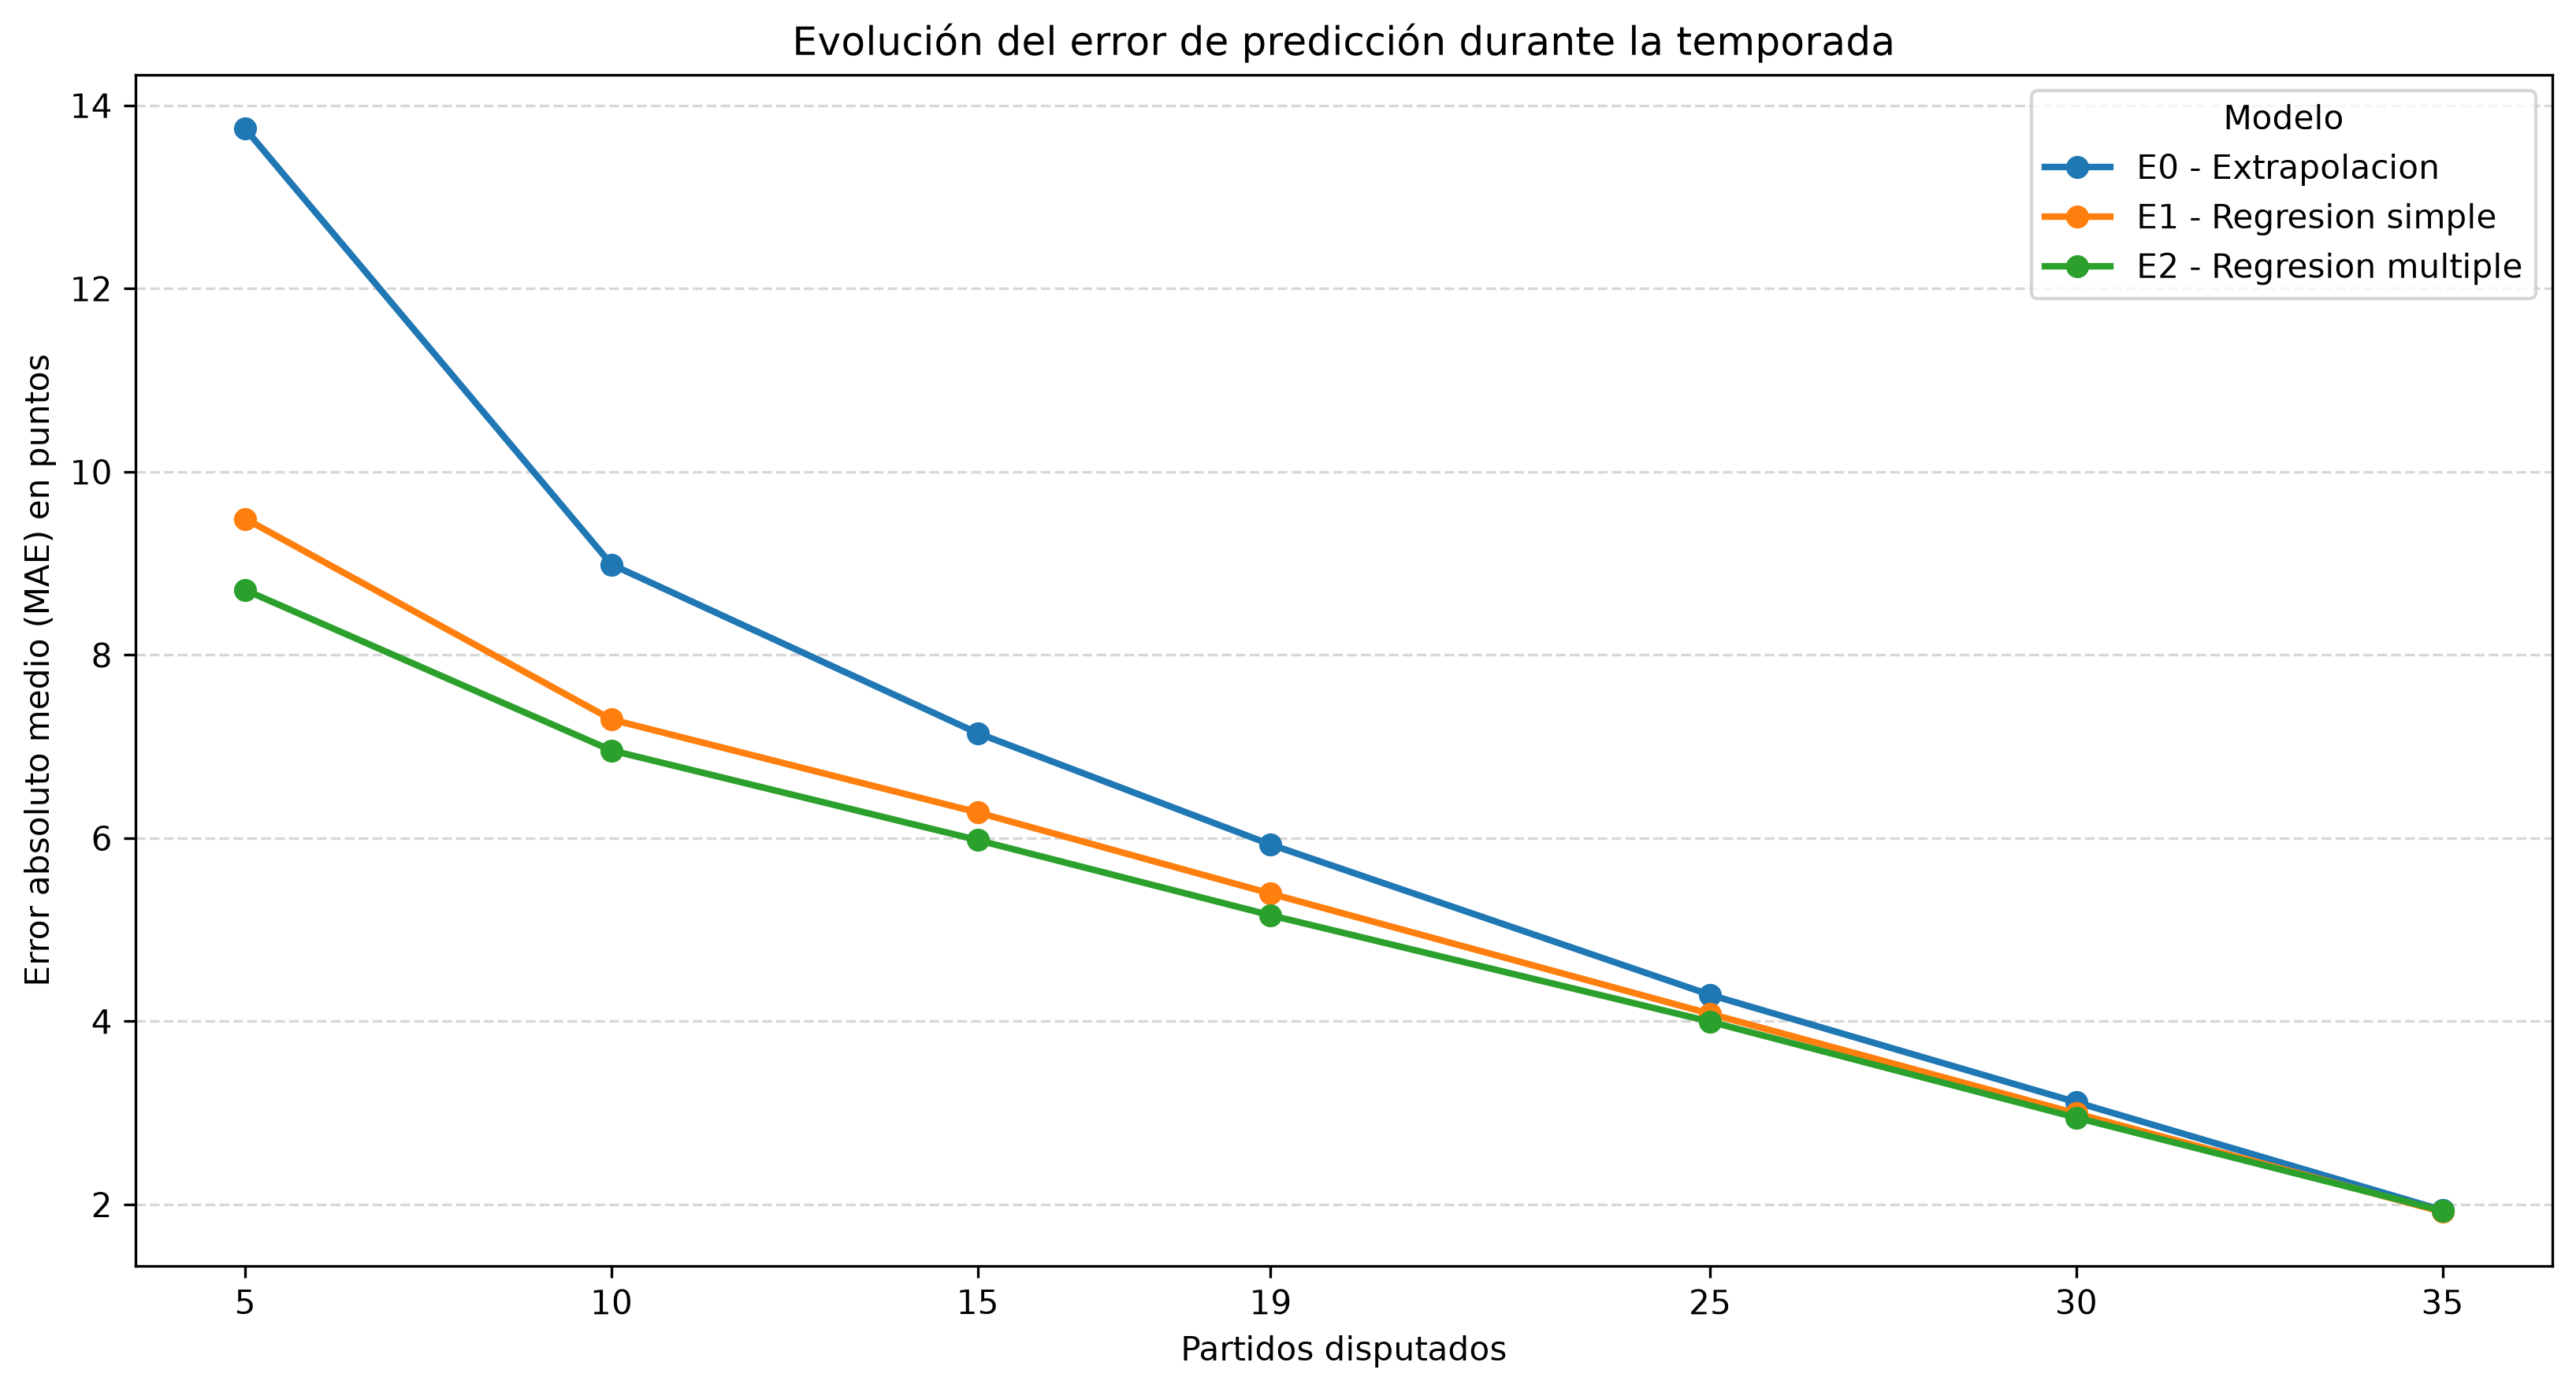 Evolución del error de predicción durante la temporada
Modelo
E0 - Extrapolacion
E1 - Regresion simple
E2 - Regresion multiple
Error absoluto medio (MAE) en puntos
14
12
10
8
6
4
2
5 10 15 19 25 30 35
Partidos disputados